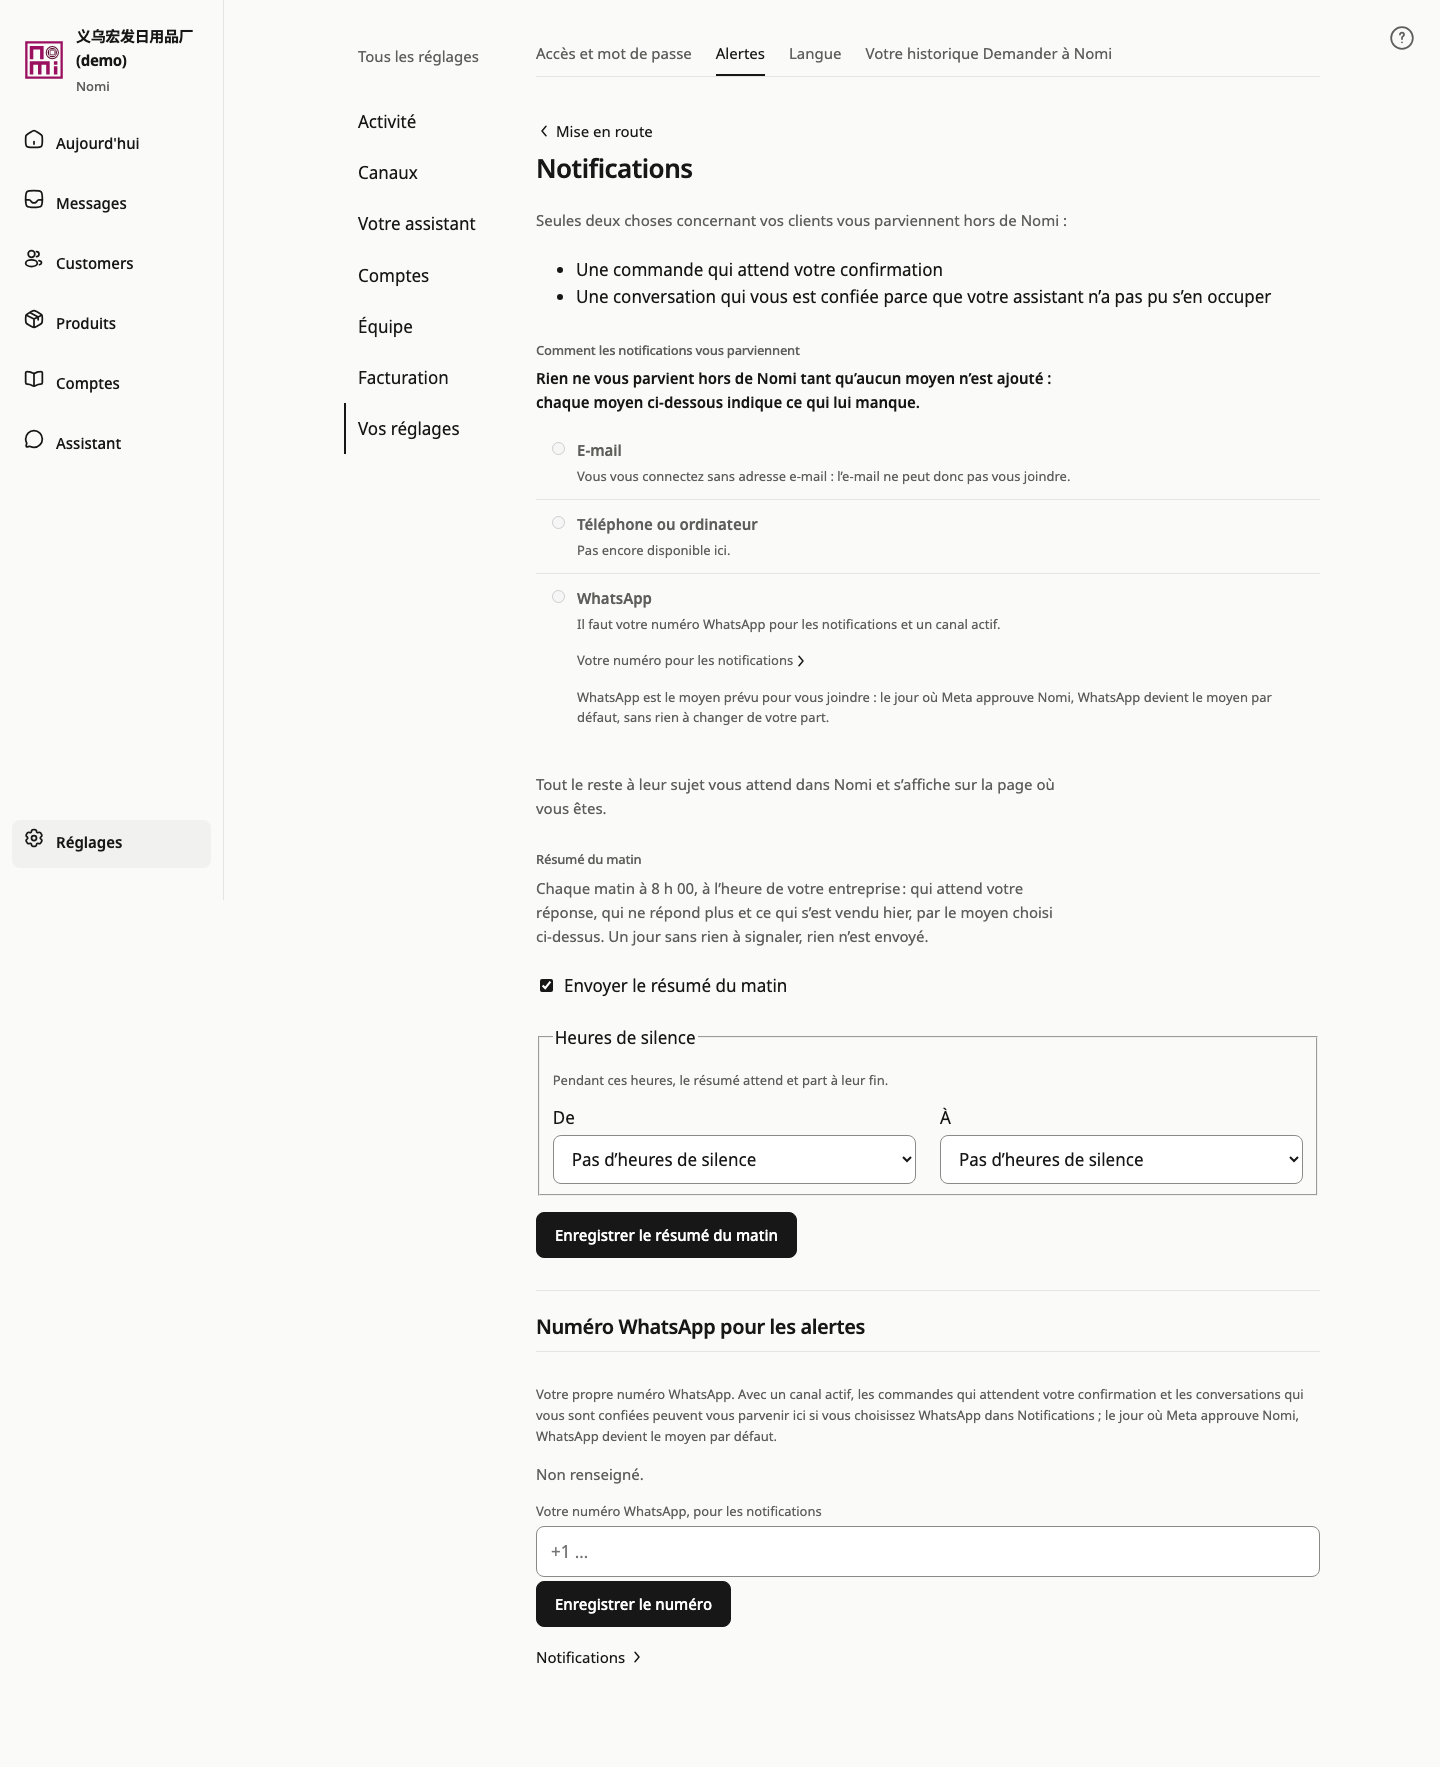 义乌宏发日用品厂
(demo)
Nomi
Aujourd'hui
Messages
Customers
Produits
Comptes
Assistant
Réglages
Tous les réglages
Activité
Canaux
Votre assistant
Comptes
Équipe
Facturation
Vos réglages
Accès et mot de passe
Alertes
Langue
Votre historique Demander à Nomi
Mise en route
Notifications
Seules deux choses concernant vos clients vous parviennent hors de Nomi :
Une commande qui attend votre confirmation
Une conversation qui vous est confiée parce que votre assistant n’a pas pu s’en occuper
Comment les notifications vous parviennent
Rien ne vous parvient hors de Nomi tant qu’aucun moyen n’est ajouté :
chaque moyen ci-dessous indique ce qui lui manque.
E-mail
Vous vous connectez sans adresse e-mail : l’e-mail ne peut donc pas vous joindre.
Téléphone ou ordinateur
Pas encore disponible ici.
WhatsApp
Il faut votre numéro WhatsApp pour les notifications et un canal actif.
Votre numéro pour les notifications
WhatsApp est le moyen prévu pour vous joindre : le jour où Meta approuve Nomi, WhatsApp devient le moyen par
défaut, sans rien à changer de votre part.
Tout le reste à leur sujet vous attend dans Nomi et s’affiche sur la page où
vous êtes.
Résumé du matin
Chaque matin à 8 h 00, à l’heure de votre entreprise : qui attend votre
réponse, qui ne répond plus et ce qui s’est vendu hier, par le moyen choisi
ci-dessus. Un jour sans rien à signaler, rien n’est envoyé.
Envoyer le résumé du matin
Heures de silence
Pendant ces heures, le résumé attend et part à leur fin.
De
À
Pas d’heures de silence
Pas d’heures de silence
Enregistrer le résumé du matin
Numéro WhatsApp pour les alertes
Votre propre numéro WhatsApp. Avec un canal actif, les commandes qui attendent votre confirmation et les conversations qui
vous sont confiées peuvent vous parvenir ici si vous choisissez WhatsApp dans Notifications ; le jour où Meta approuve Nomi,
WhatsApp devient le moyen par défaut.
Non renseigné.
Votre numéro WhatsApp, pour les notifications
+1 …
Enregistrer le numéro
Notifications